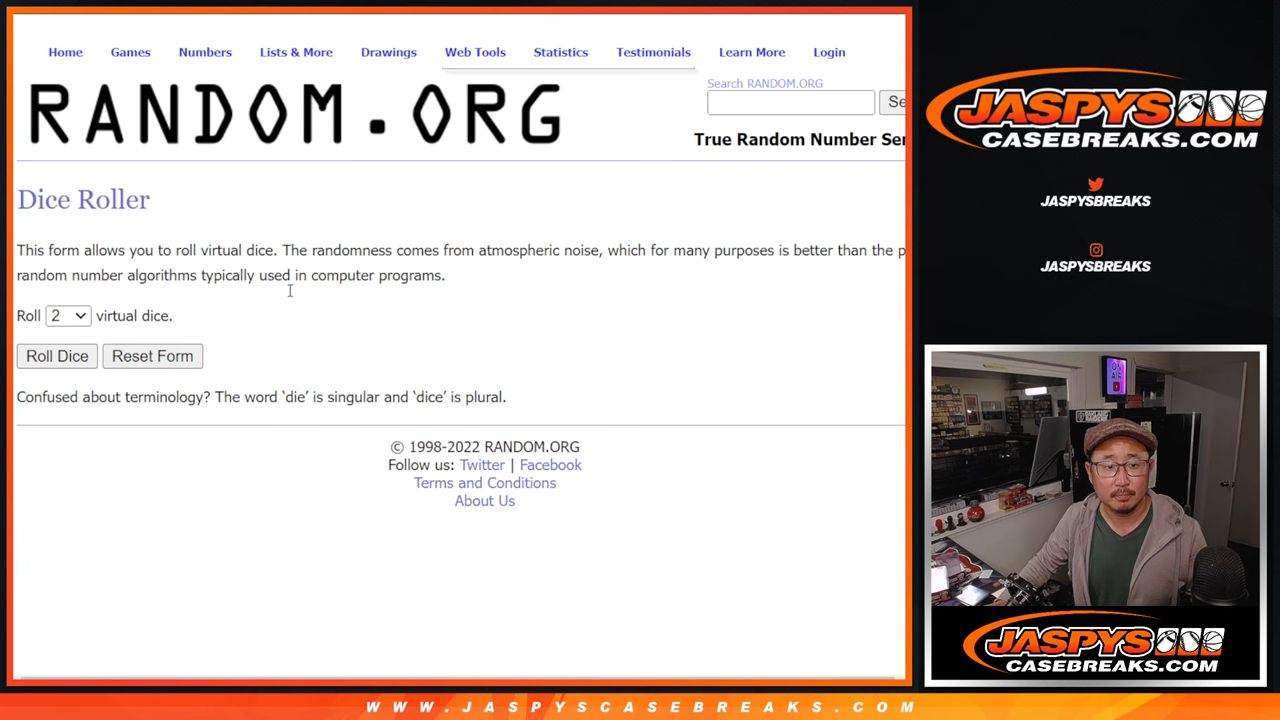 Home Games Numbers Lists & More Drawings Web Tools Statistics Testimonials Learn More Login
RANDOM.ORG
Search RANDOM.ORG
Se
True Random Number Ser
Dice Roller
This form allows you to roll virtual dice. The randomness comes from atmospheric noise, which for many purposes is better than the p
random number algorithms typically used in computer programs.
Roll 2 virtual dice.
Roll Dice Reset Form
Confused about terminology? The word ‘die’ is singular and ‘dice’ is plural.
© 1998-2022 RANDOM.ORG
Follow us: Twitter | Facebook
Terms and Conditions
About Us
JASPYS
CASEBREAKS.COM
JASPYSBREAKS
JASPYSBREAKS
ON
AIR
JASPYS
CASEBREAKS.COM
WWW.JASPYSCASEBREAKS.COM